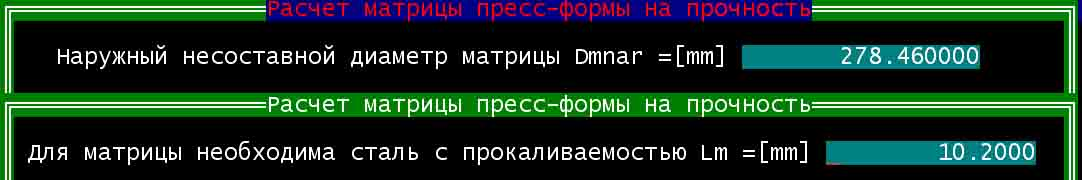 Расчет матрицы пресс-формы на прочность
Наружный несоставной диаметр матрицы Dmnar =[mm] 278.460000
Расчет матрицы пресс-формы на прочность
Для матрицы необходима сталь с прокаливаемостью Lm =[mm] 10.2000